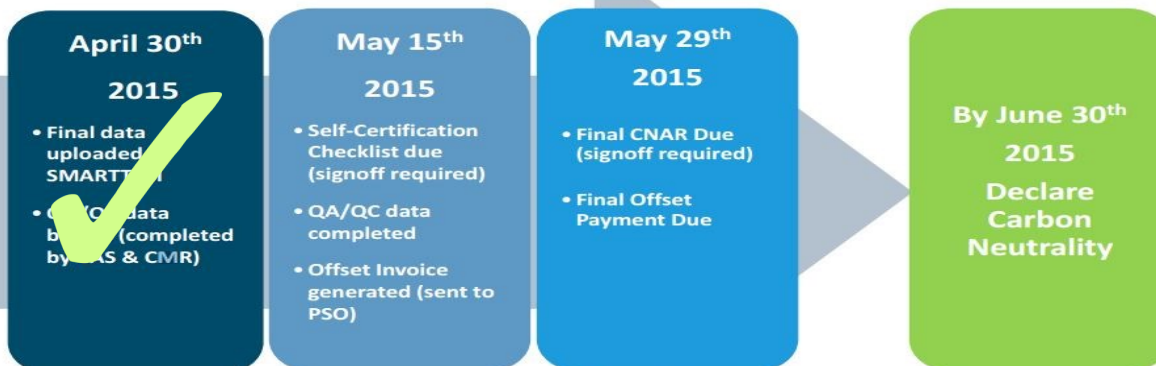 April 30th
2015
• Final data
uploaded
• data
(completed
by & CMR)
May 15th
2015
• Self-Certification
Checklist due
(signoff required)
• QA/QC data
completed
• Offset Invoice
generated (sent to
PSO)
May 29th
2015
• Final CNAR Due
(signoff required)
• Final Offset
Payment Due
By June 30th
2015
Declare
Carbon
Neutrality